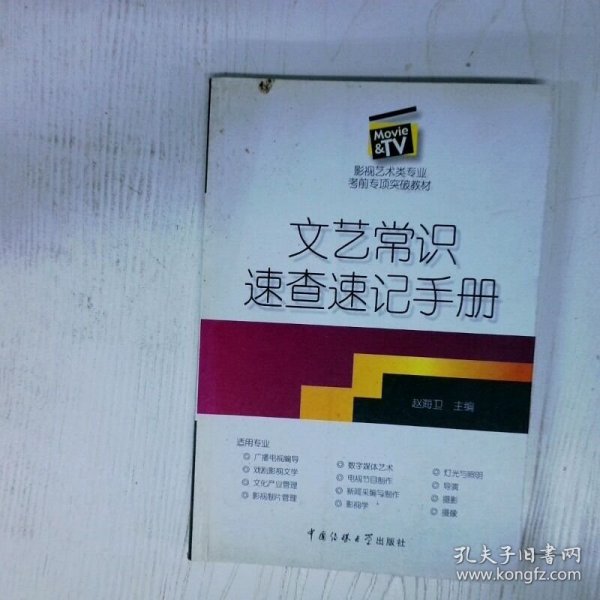 Movie
&TV
影视艺术类专业
考前专项突破教材
文艺常识
速查速记手册
赵海卫 主编
适用专业
◎ 广播电视编导
◎ 戏剧影视文学
◎ 文化产业管理
◎ 影视制片管理
◎ 数字媒体艺术
◎ 电视节目制作
◎ 新闻采编与制作
◎ 影视学
◎ 灯光与照明
◎ 导演
◎ 摄影
◎ 摄像
中国传媒大学出版社
孔夫子旧书网
www.kongfz.com